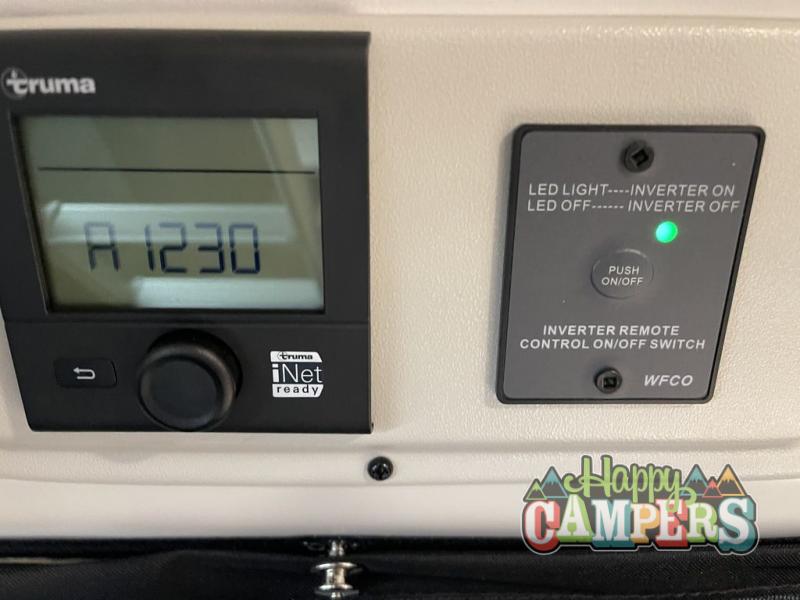 truma
A 1230
truma
iNet
ready
LED LIGHT----INVERTER ON
LED OFF------ INVERTER OFF
PUSH
ON/OFF
INVERTER REMOTE
CONTROL ON/OFF SWITCH
WFCO
Happy
CAMPERS